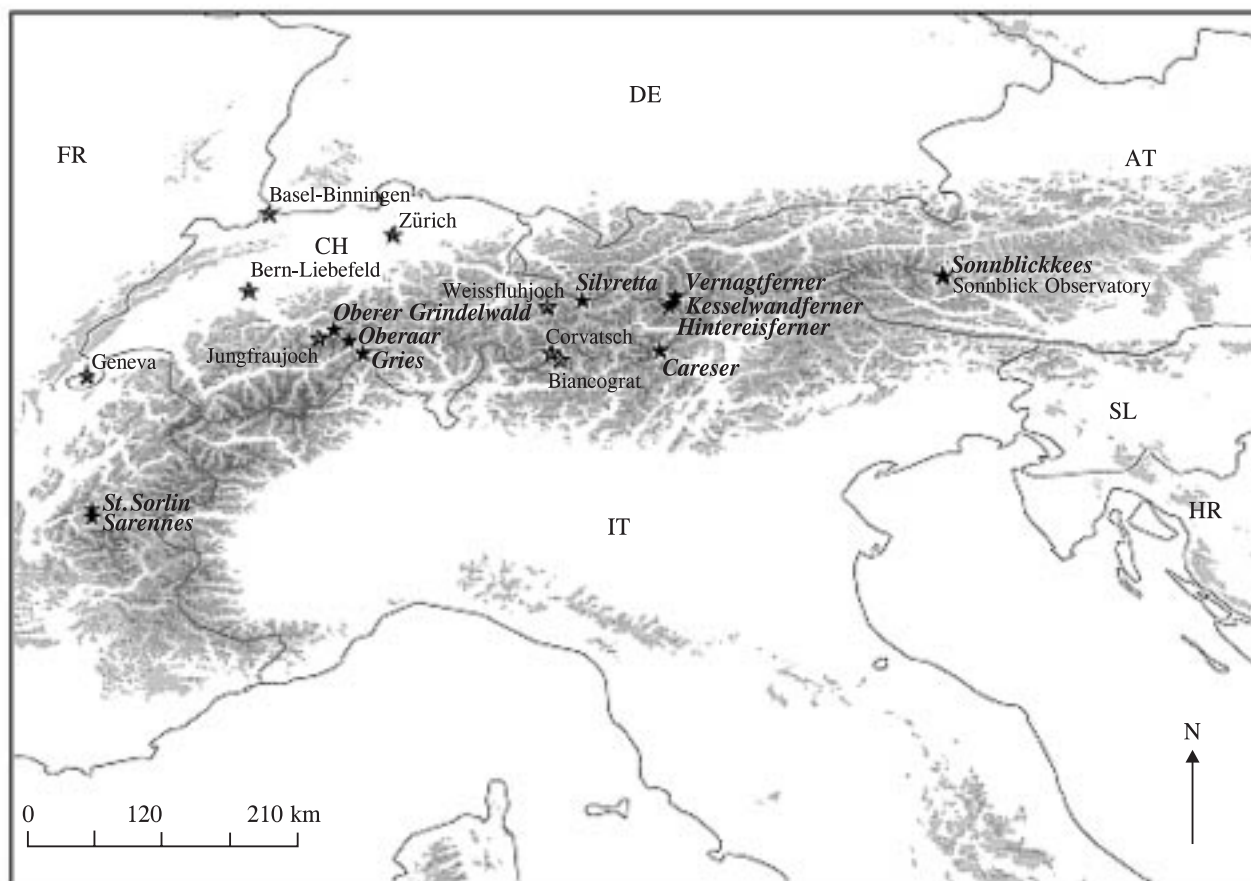 DE
FR
AT
Basel-Binningen
Zürich
CH
Bern-Liebefeld
Sonnblickkees
Silvretta
Vernagtferner
Sonnblick Observatory
Weissfluhjoch
Kesselwandferner
Oberer Grindelwald
Hintereisferner
Oberaar
Jungfraujoch
Corvatsch
Gries
Geneva
Careser
Biancograt
SL
St. Sorlin
Sarennes
HR
IT
N
0 120 210 km